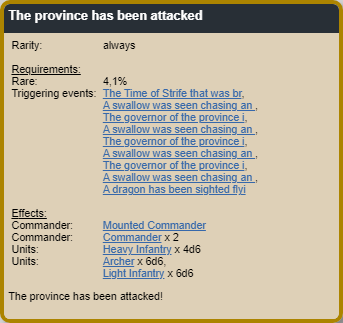 The province has been attacked
Rarity: always
Requirements:
Rare: 4,1%
Triggering events: The Time of Strife that was br,
A swallow was seen chasing an ,
The governor of the province i,
A swallow was seen chasing an ,
The governor of the province i,
A swallow was seen chasing an ,
The governor of the province i,
A swallow was seen chasing an ,
A dragon has been sighted flyi
Effects:
Commander: Mounted Commander
Commander: Commander x 2
Units: Heavy Infantry x 4d6
Units: Archer x 6d6,
Light Infantry x 6d6
The province has been attacked!